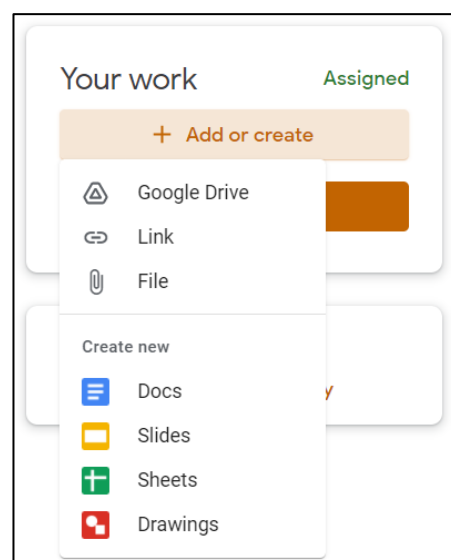 Your work
Assigned
+ Add or create
Google Drive
Link
File
Create new
Docs
y
Slides
Sheets
Drawings